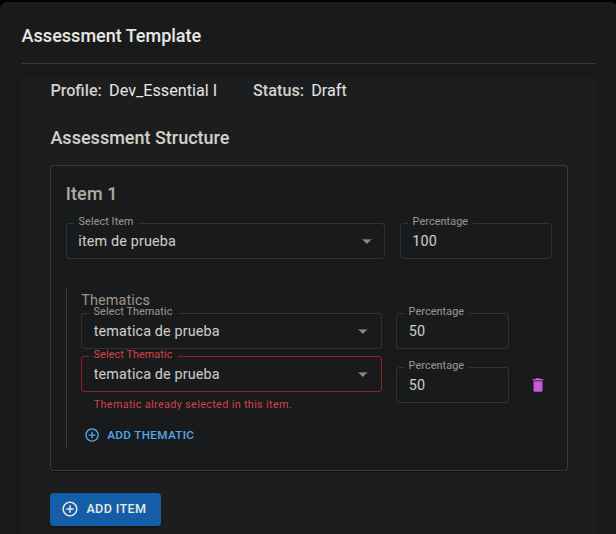 Assessment Template
Profile: Dev_Essential I Status: Draft
Assessment Structure
Item 1
Select Item Percentage
item de prueba 100
Thematics
Select Thematic Percentage
tematica de prueba 50
Select Thematic Percentage
tematica de prueba 50
Thematic already selected in this item.
ADD THEMATIC
ADD ITEM